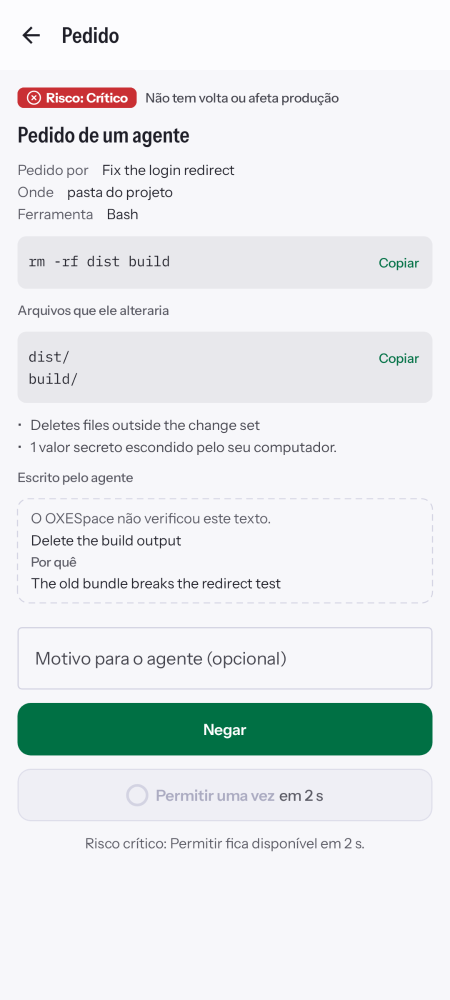 Pedido
Risco: Crítico Não tem volta ou afeta produção
Pedido de um agente
Pedido por Fix the login redirect
Onde pasta do projeto
Ferramenta Bash
rm -rf dist build Copiar
Arquivos que ele alteraria
dist/ Copiar
build/
• Deletes files outside the change set
• 1 valor secreto escondido pelo seu computador.
Escrito pelo agente
O OXESpace não verificou este texto.
Delete the build output
Por quê
The old bundle breaks the redirect test
Motivo para o agente (opcional)
Negar
Permitir uma vez em 2 s
Risco crítico: Permitir fica disponível em 2 s.